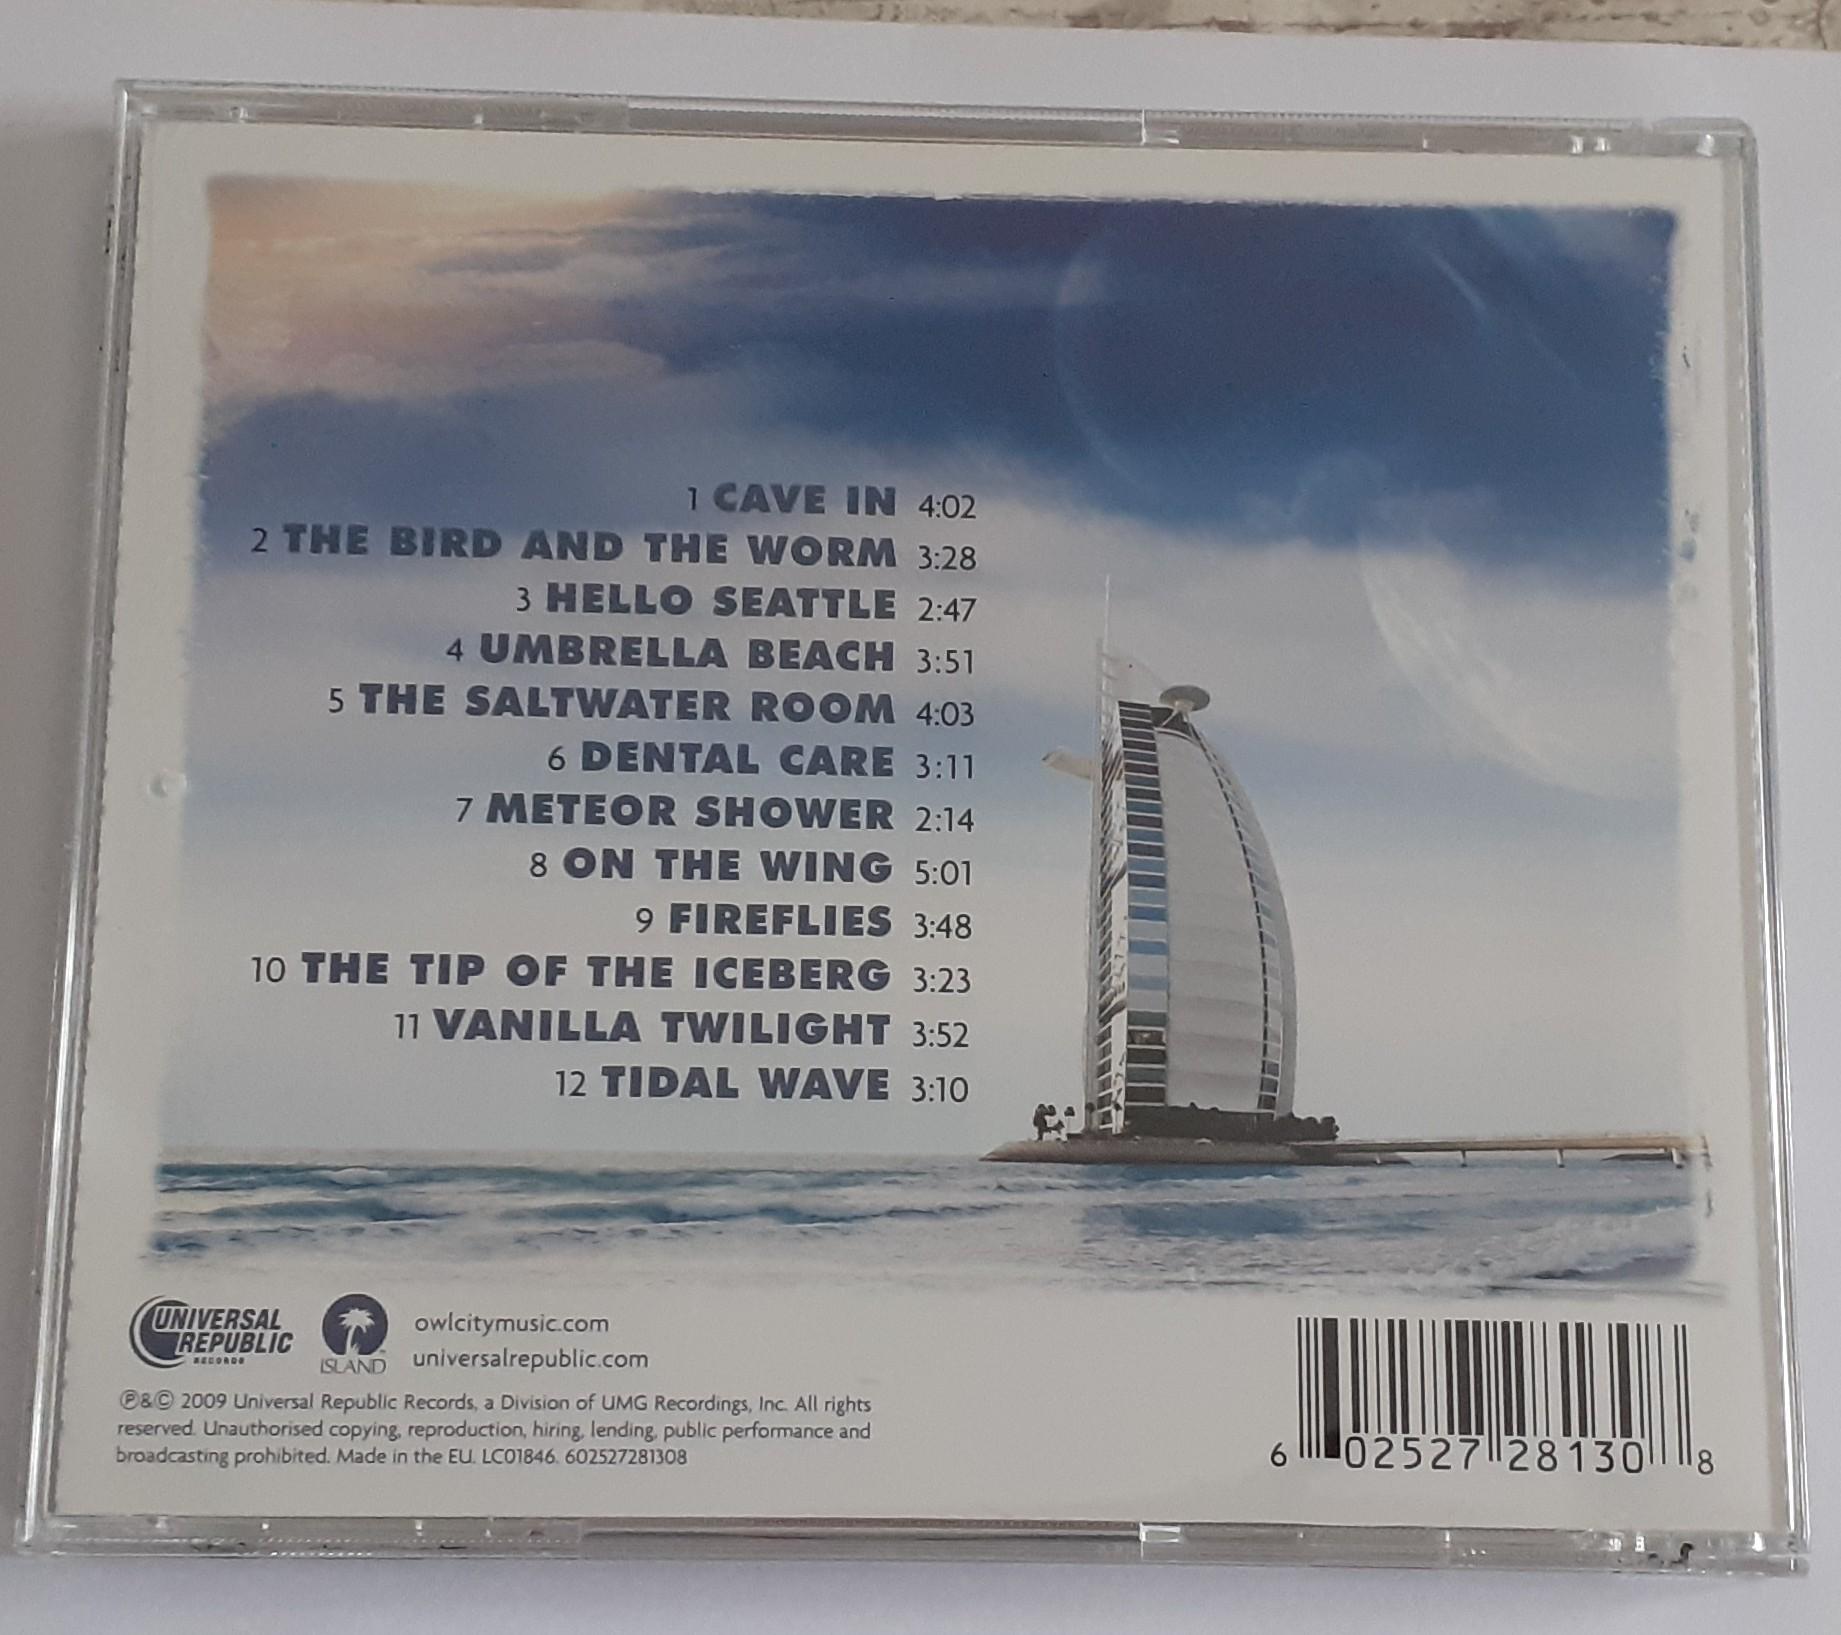 1 CAVE IN 4:02
2 THE BIRD AND THE WORM 3:28
3 HELLO SEATTLE 2:47
4 UMBRELLA BEACH 3:51
5 THE SALTWATER ROOM 4:03
6 DENTAL CARE 3:11
7 METEOR SHOWER 2:14
8 ON THE WING 5:01
9 FIREFLIES 3:48
10 THE TIP OF THE ICEBERG 3:23
11 VANILLA TWILIGHT 3:52
12 TIDAL WAVE 3:10
UNIVERSAL
REPUBLIC
RECORDS
ISLAND
owlcitymusic.com
universalrepublic.com
℗&© 2009 Universal Republic Records, a Division of UMG Recordings, Inc. All rights
reserved. Unauthorised copying, reproduction, hiring, lending, public performance and
broadcasting prohibited. Made in the EU. LC01846. 602527281308
6 02527 28130 8